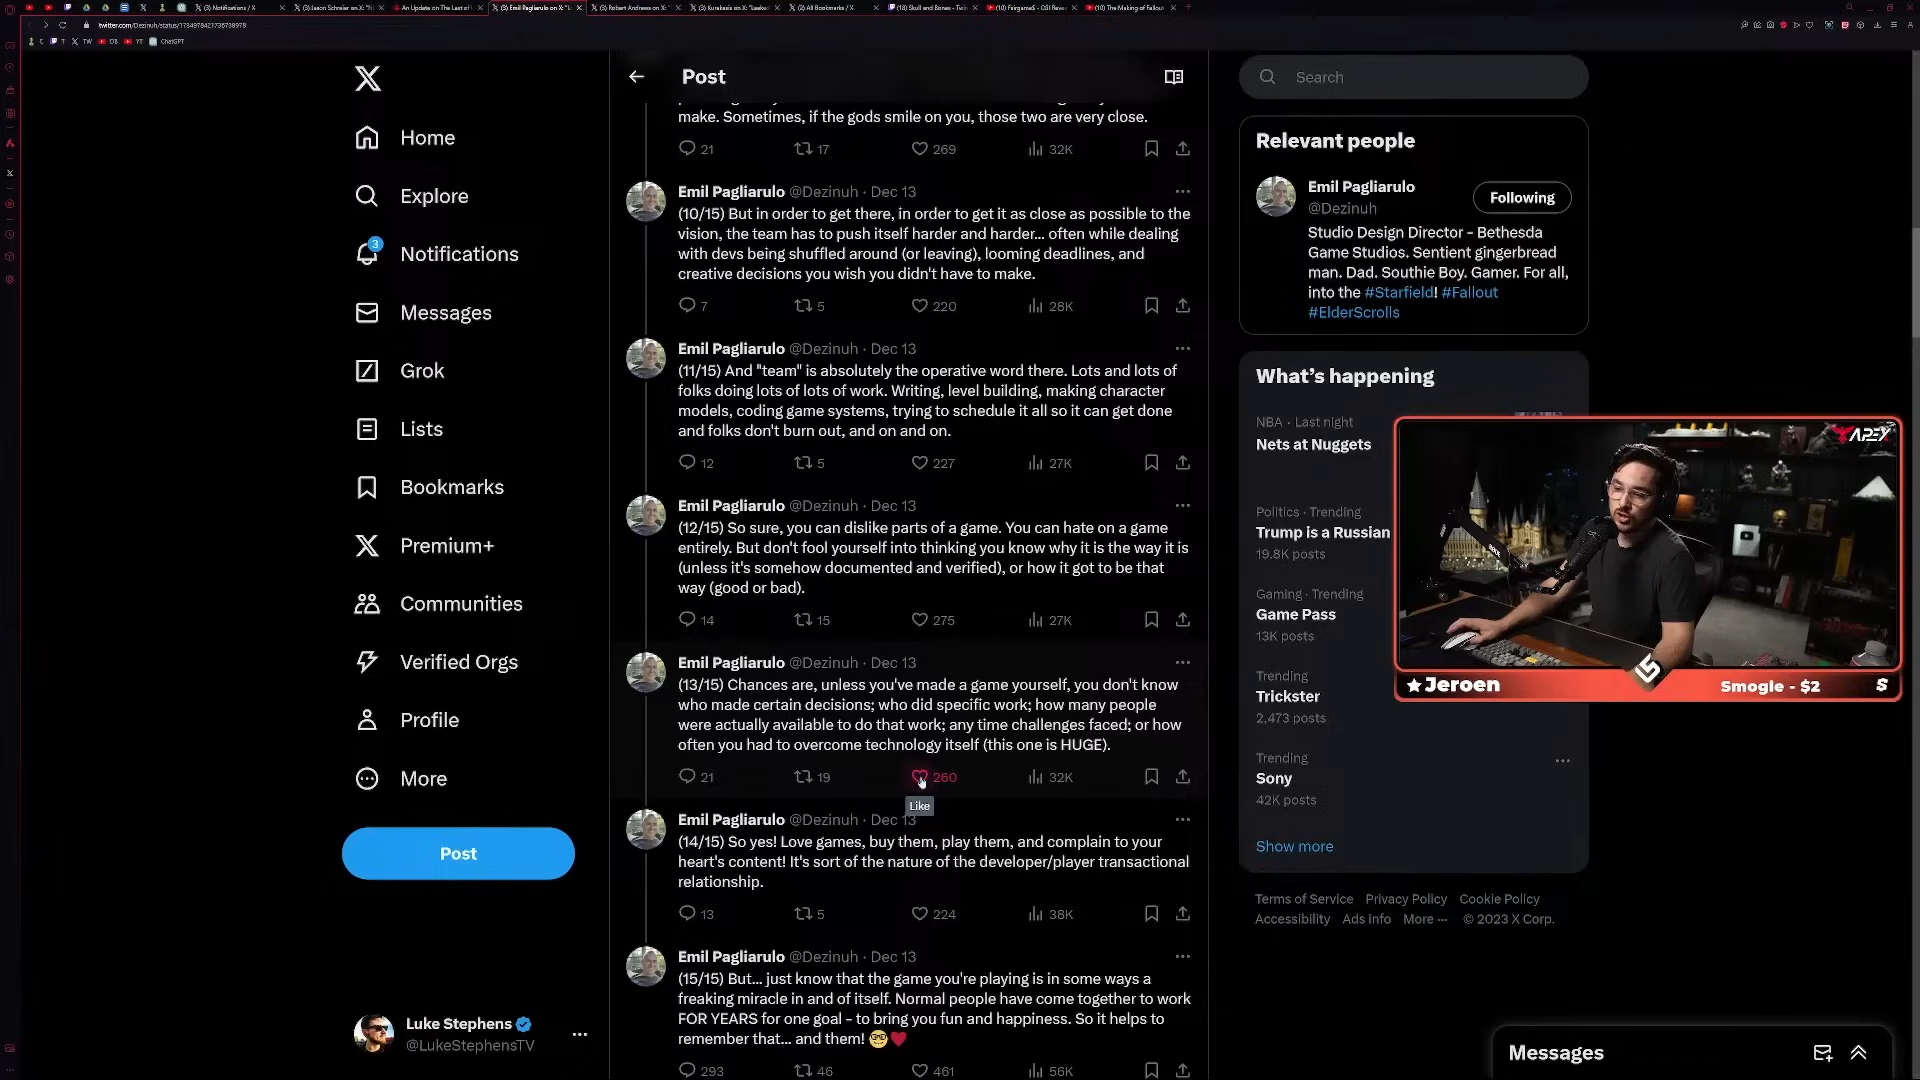 (3) Notifications / X
(3) Jason Schreier on X: "N
An Update on The Last of
(3) Emil Pagliarulo on X: "L
(3) Robert Andrews on X: "
(3) Kurakasis on X: "Leaked
(2) All Bookmarks / X
(18) Skull and Bones - Twi
(10) Fairgame$ - CGI Reve
(10) The Making of Fallout
twitter.com/Dezinuh/status/1734978421736738978
C
T
TW
OB
YT
ChatGPT
Home
Explore
3
Notifications
Messages
Grok
Lists
Bookmarks
Premium+
Communities
Verified Orgs
Profile
More
Post
Luke Stephens
@LukeStephensTV
Post
make. Sometimes, if the gods smile on you, those two are very close.
21 17 269 32K
Emil Pagliarulo @Dezinuh · Dec 13
(10/15) But in order to get there, in order to get it as close as possible to the
vision, the team has to push itself harder and harder... often while dealing
with devs being shuffled around (or leaving), looming deadlines, and
creative decisions you wish you didn't have to make.
7 5 220 28K
Emil Pagliarulo @Dezinuh · Dec 13
(11/15) And "team" is absolutely the operative word there. Lots and lots of
folks doing lots of lots of work. Writing, level building, making character
models, coding game systems, trying to schedule it all so it can get done
and folks don't burn out, and on and on.
12 5 227 27K
Emil Pagliarulo @Dezinuh · Dec 13
(12/15) So sure, you can dislike parts of a game. You can hate on a game
entirely. But don't fool yourself into thinking you know why it is the way it is
(unless it's somehow documented and verified), or how it got to be that
way (good or bad).
14 15 275 27K
Emil Pagliarulo @Dezinuh · Dec 13
(13/15) Chances are, unless you've made a game yourself, you don't know
who made certain decisions; who did specific work; how many people
were actually available to do that work; any time challenges faced; or how
often you had to overcome technology itself (this one is HUGE).
21 19 260 32K
Like
Emil Pagliarulo @Dezinuh · Dec 13
(14/15) So yes! Love games, buy them, play them, and complain to your
heart's content! It's sort of the nature of the developer/player transactional
relationship.
13 5 224 38K
Emil Pagliarulo @Dezinuh · Dec 13
(15/15) But... just know that the game you're playing is in some ways a
freaking miracle in and of itself. Normal people have come together to work
FOR YEARS for one goal - to bring you fun and happiness. So it helps to
remember that... and them! 🤓♥️
293 46 461 56K
Search
Relevant people
Emil Pagliarulo
@Dezinuh
Following
Studio Design Director - Bethesda
Game Studios. Sentient gingerbread
man. Dad. Southie Boy. Gamer. For all,
into the #Starfield! #Fallout
#ElderScrolls
What's happening
NBA · Last night
Nets at Nuggets
Politics · Trending
Trump is a Russian
19.8K posts
Gaming · Trending
Game Pass
13K posts
Trending
Trickster
2,473 posts
Trending
Sony
42K posts
Show more
APEX
RODE
Jeroen
Smogle - $2
$
Terms of Service Privacy Policy Cookie Policy
Accessibility Ads info More ··· © 2023 X Corp.
Messages